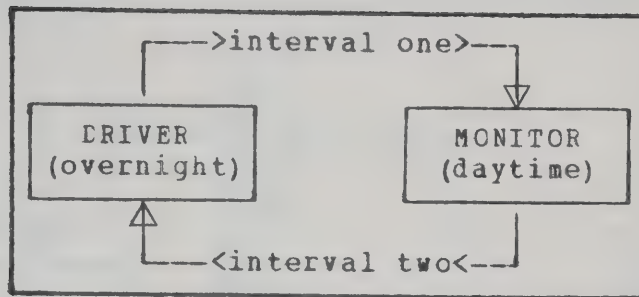 >interval one>
DRIVER
(overnight)
MONITOR
(daytime)
<interval two<